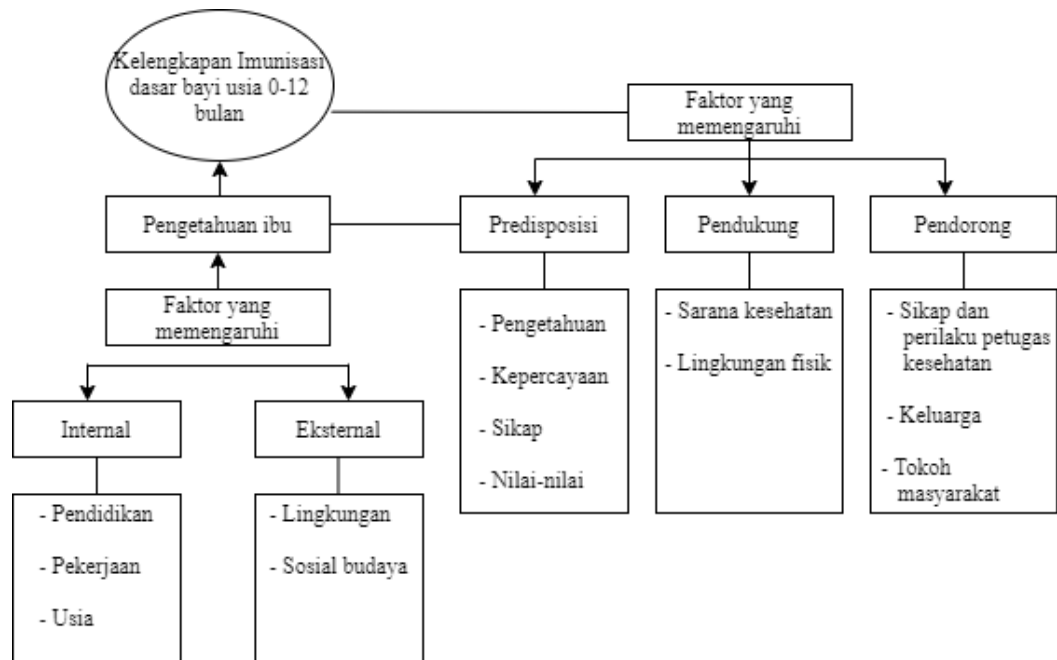 Kelengkapan Imunisasi
dasar bayi usia 0-12
bulan
Faktor yang
memengaruhi
Pengetahuan ibu
Predisposisi
Pendukung
Pendorong
Faktor yang
memengaruhi
- Pengetahuan
- Kepercayaan
- Sikap
- Nilai-nilai
- Sarana kesehatan
- Lingkungan fisik
- Sikap dan
perilaku petugas
kesehatan
- Keluarga
- Tokoh
masyarakat
Internal
Eksternal
- Pendidikan
- Pekerjaan
- Usia
- Lingkungan
- Sosial budaya